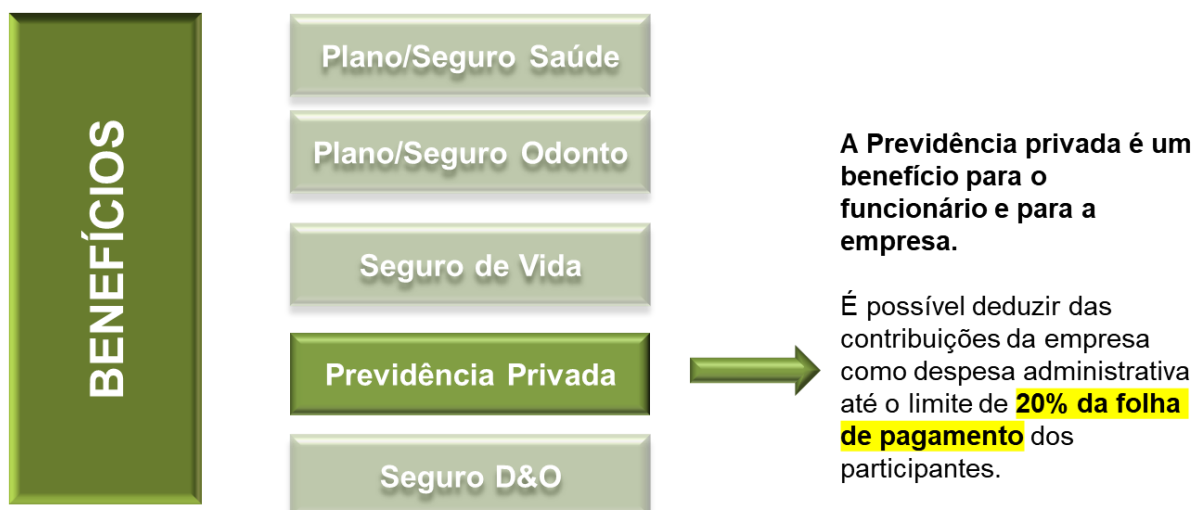 BENEFÍCIOS
Plano/Seguro Saúde
Plano/Seguro Odonto
Seguro de Vida
Previdência Privada
Seguro D&O
A Previdência privada é um
benefício para o
funcionário e para a
empresa.
É possível deduzir das
contribuições da empresa
como despesa administrativa
até o limite de 20% da folha
de pagamento dos
participantes.